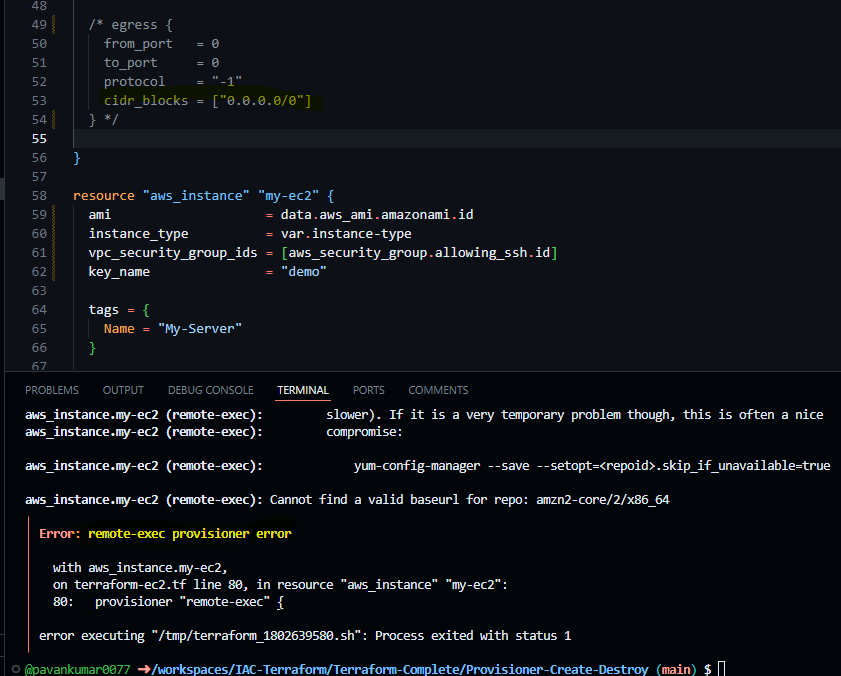 48
49 /* egress {
50 from_port = 0
51 to_port = 0
52 protocol = "-1"
53 cidr_blocks = ["0.0.0.0/0"]
54 } */
55
56 }
57
58 resource "aws_instance" "my-ec2" {
59 ami = data.aws_ami.amazonami.id
60 instance_type = var.instance-type
61 vpc_security_group_ids = [aws_security_group.allowing_ssh.id]
62 key_name = "demo"
63
64 tags = {
65 Name = "My-Server"
66 }
67
PROBLEMS OUTPUT DEBUG CONSOLE TERMINAL PORTS COMMENTS
aws_instance.my-ec2 (remote-exec): slower). If it is a very temporary problem though, this is often a nice
aws_instance.my-ec2 (remote-exec): compromise:
aws_instance.my-ec2 (remote-exec): yum-config-manager --save --setopt=<repoid>.skip_if_unavailable=true
aws_instance.my-ec2 (remote-exec): Cannot find a valid baseurl for repo: amzn2-core/2/x86_64
Error: remote-exec provisioner error
with aws_instance.my-ec2,
on terraform-ec2.tf line 80, in resource "aws_instance" "my-ec2":
80: provisioner "remote-exec" {
error executing "/tmp/terraform_1802639580.sh": Process exited with status 1
@pavankumar0077 ➜/workspaces/IAC-Terraform/Terraform-Complete/Provisioner-Create-Destroy (main) $